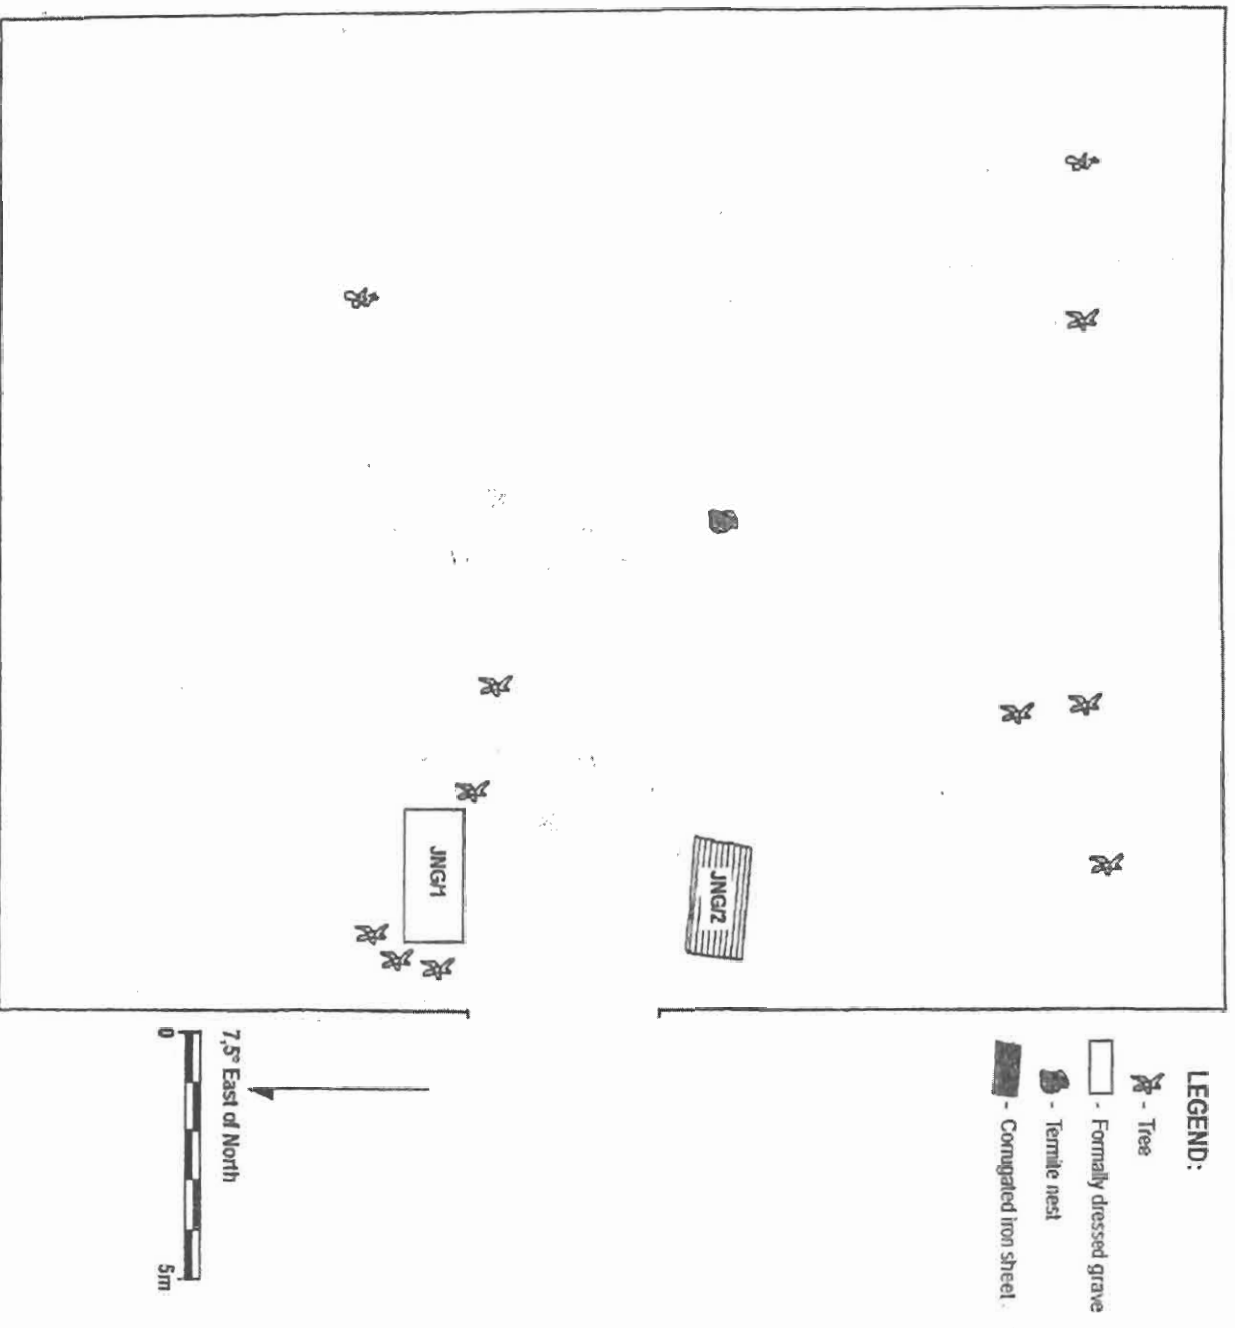 LEGEND:
- Tree
- Formally dressed grave
- Termite nest
- Corrugated iron sheet
JNG/1
JNG/2
7,5° East of North
0
5m